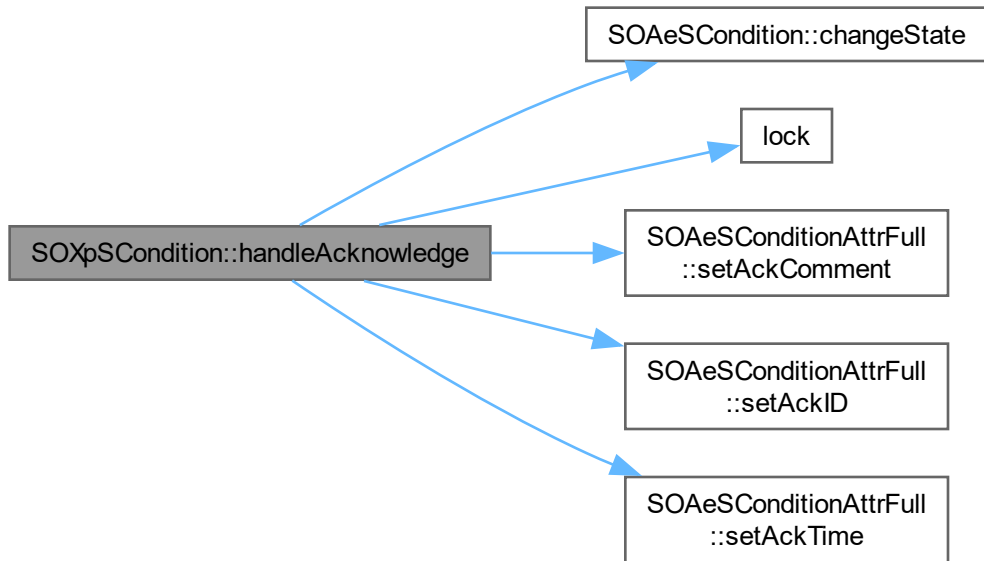 SOAeSCondition::changeState
lock
SOXpSCondition::handleAcknowledge
SOAeSConditionAttrFull
::setAckComment
SOAeSConditionAttrFull
::setAckID
SOAeSConditionAttrFull
::setAckTime